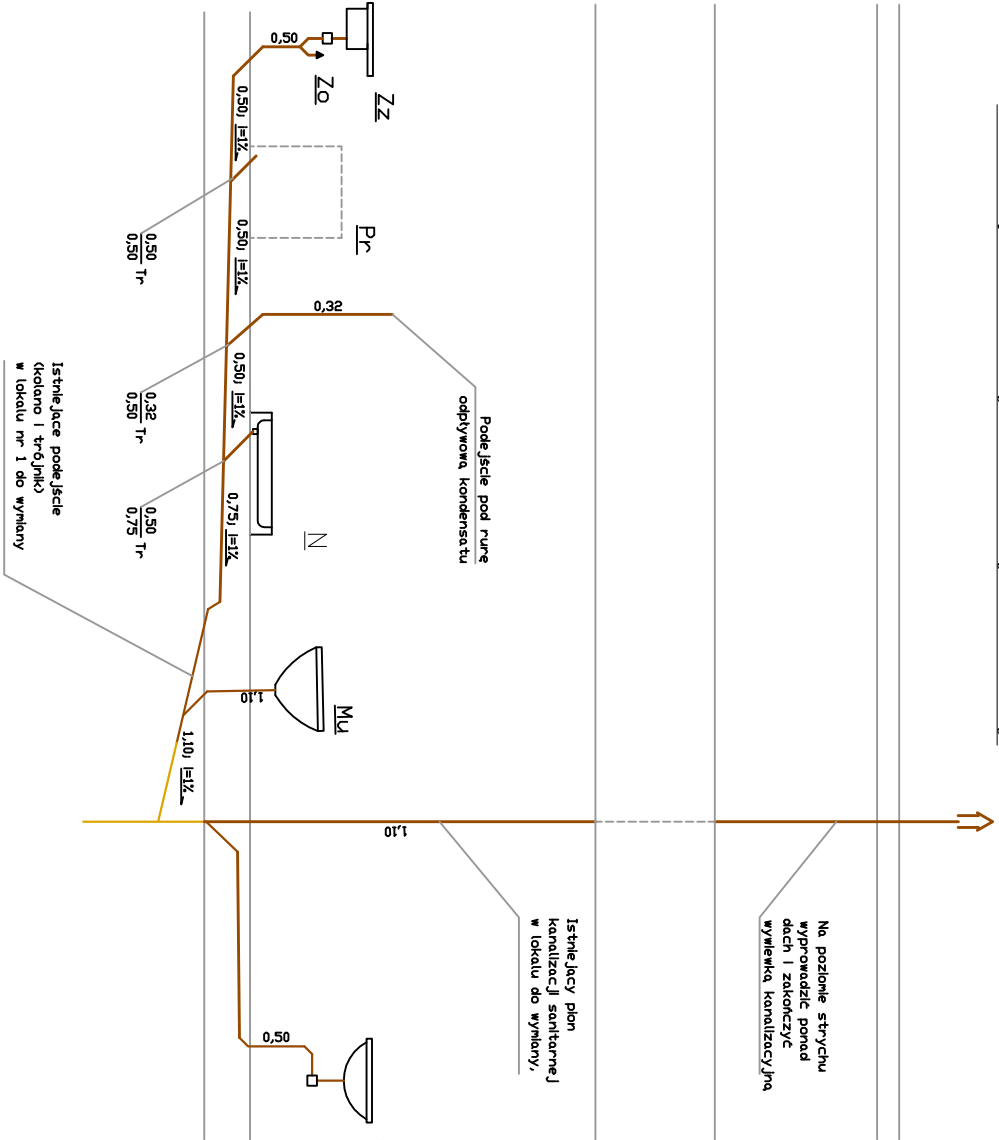 Na poziomie strychu
wyprowadzić ponad
dach i zakończyć
wywiewką kanalizacyjną
Istniejący pion
kanalizacji sanitarnej
w lokalu do wymiany,
Podejście pod rurę
odpływową kondensatu
1,10
Zz
Zo
Pr
N
Mu
0,50
0,32
1,10
0,50
0,50; i=1%
0,50; i=1%
0,50; i=1%
0,75; i=1%
1,10; i=1%
0,50
0,50 Tr
0,32
0,50 Tr
0,50
0,75 Tr
Istniejące podejście
(kolano i trójnik)
w lokalu nr 1 do wymiany